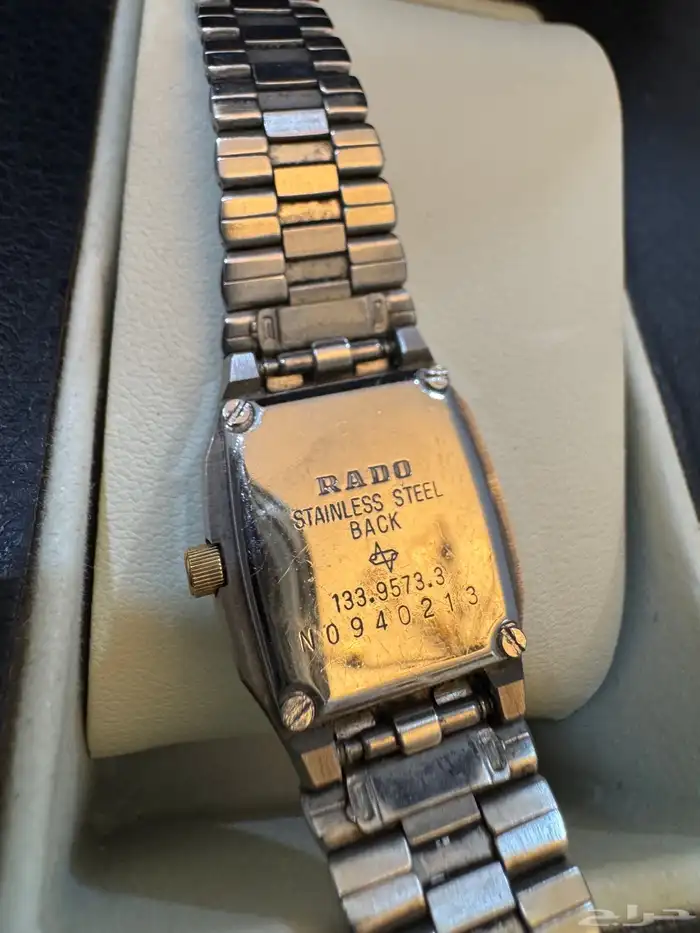 RADO
STAINLESS STEEL
BACK
133.9573.3
N0940213
حراج